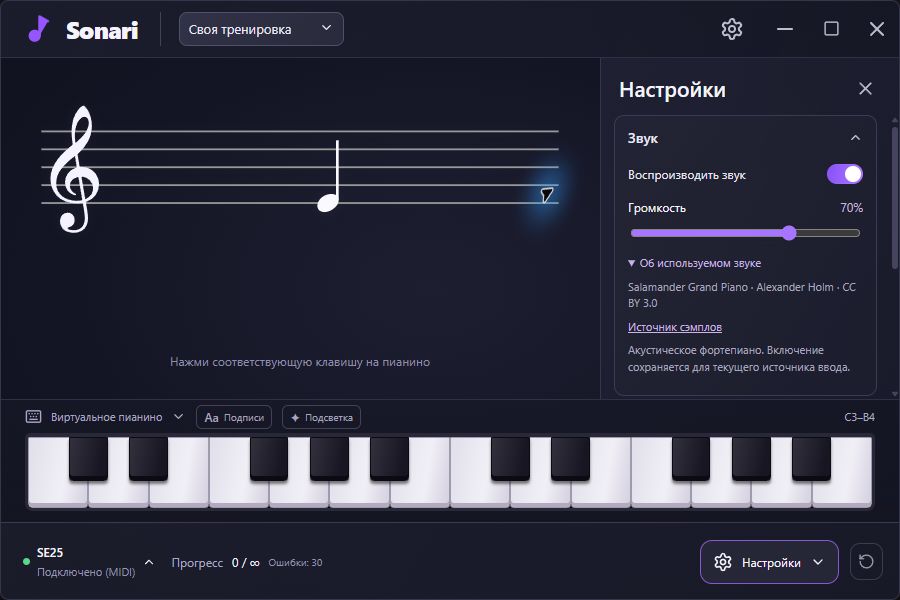 Sonari
Своя тренировка
Настройки
Звук
Воспроизводить звук
Громкость 70%
▼ Об используемом звуке
Salamander Grand Piano · Alexander Holm · CC
BY 3.0
Источник сэмплов
Акустическое фортепиано. Включение
сохраняется для текущего источника ввода.
Нажми соответствующую клавишу на пианино
Виртуальное пианино
Aa Подписи
Подсветка
C3–B4
SE25
Подключено (MIDI)
Прогресс 0 / ∞ Ошибки: 30
Настройки